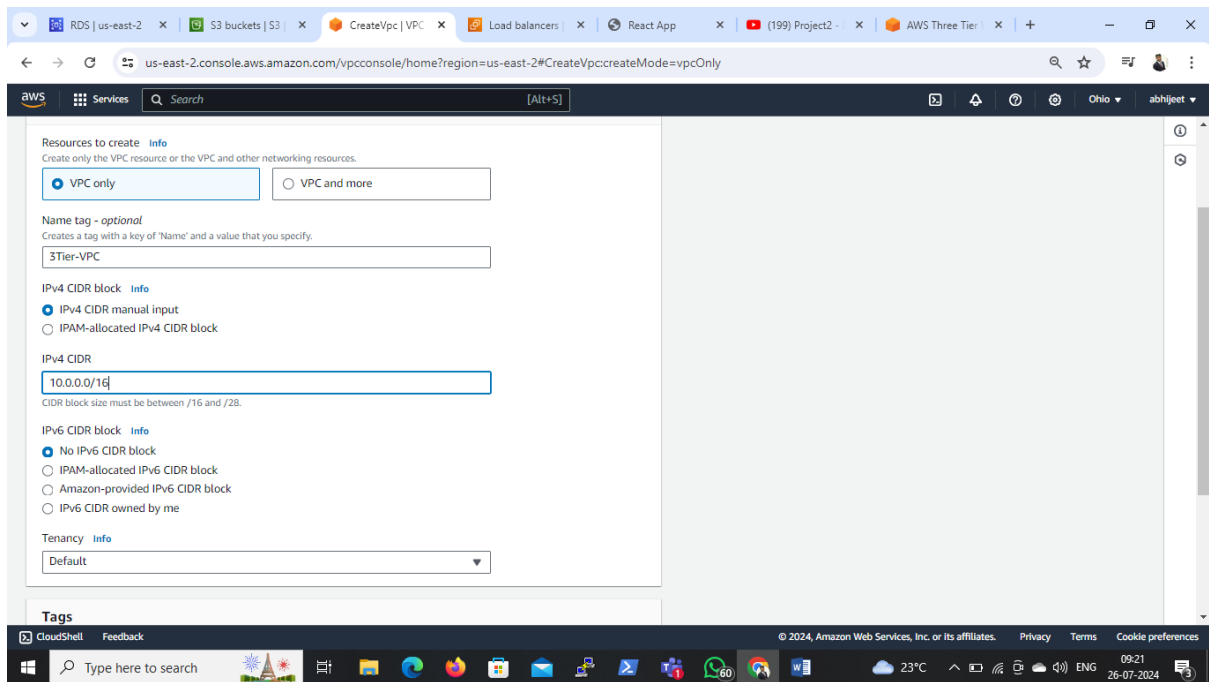 RDS | us-east-2
S3 buckets | S3 |
CreateVpc | VPC
Load balancers |
React App
(199) Project2 -
AWS Three Tier
us-east-2.console.aws.amazon.com/vpcconsole/home?region=us-east-2#CreateVpc:createMode=vpcOnly
aws
Services
Search
[Alt+S]
Ohio
abhijeet
Resources to create Info
Create only the VPC resource or the VPC and other networking resources.
VPC only
VPC and more
Name tag - optional
Creates a tag with a key of 'Name' and a value that you specify.
3Tier-VPC
IPv4 CIDR block Info
IPv4 CIDR manual input
IPAM-allocated IPv4 CIDR block
IPv4 CIDR
10.0.0.0/16
CIDR block size must be between /16 and /28.
IPv6 CIDR block Info
No IPv6 CIDR block
IPAM-allocated IPv6 CIDR block
Amazon-provided IPv6 CIDR block
IPv6 CIDR owned by me
Tenancy Info
Default
Tags
CloudShell Feedback
© 2024, Amazon Web Services, Inc. or its affiliates. Privacy Terms Cookie preferences
Type here to search
60
23°C
ENG
09:21
26-07-2024
3